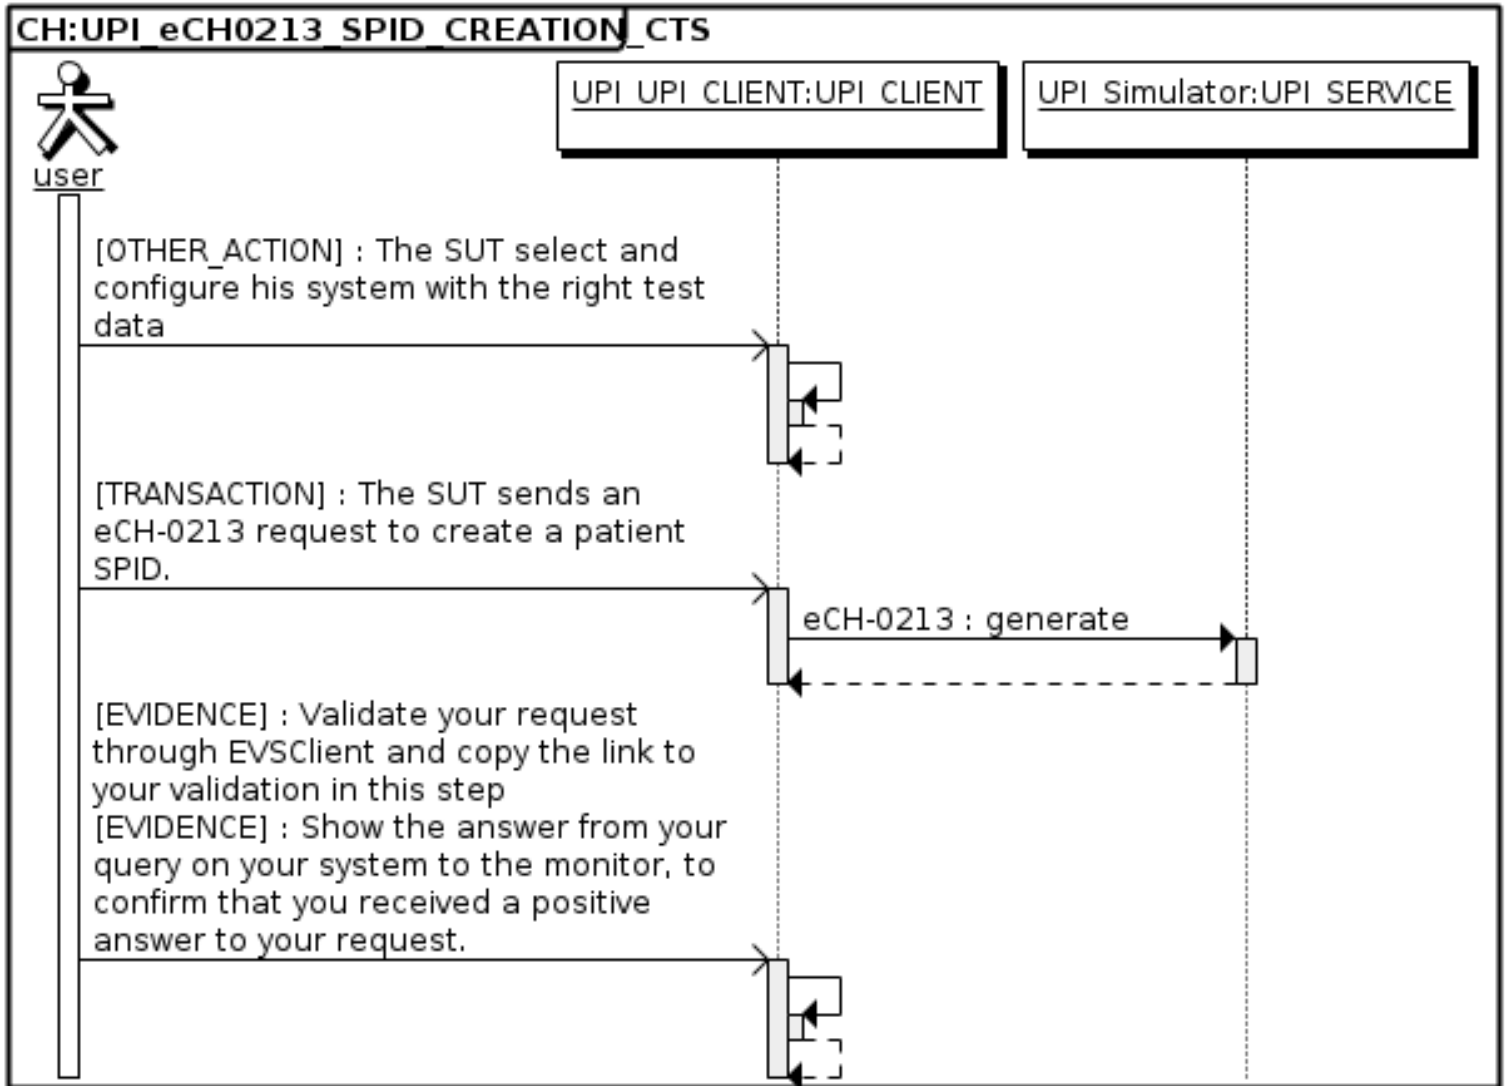 CH:UPI_eCH0213_SPID_CREATION_CTS
UPI_UPI_CLIENT:UPI_CLIENT
UPI_Simulator:UPI_SERVICE
user
[OTHER_ACTION] : The SUT select and
configure his system with the right test
data
[TRANSACTION] : The SUT sends an
eCH-0213 request to create a patient
SPID.
eCH-0213 : generate
[EVIDENCE] : Validate your request
through EVSClient and copy the link to
your validation in this step
[EVIDENCE] : Show the answer from your
query on your system to the monitor, to
confirm that you received a positive
answer to your request.